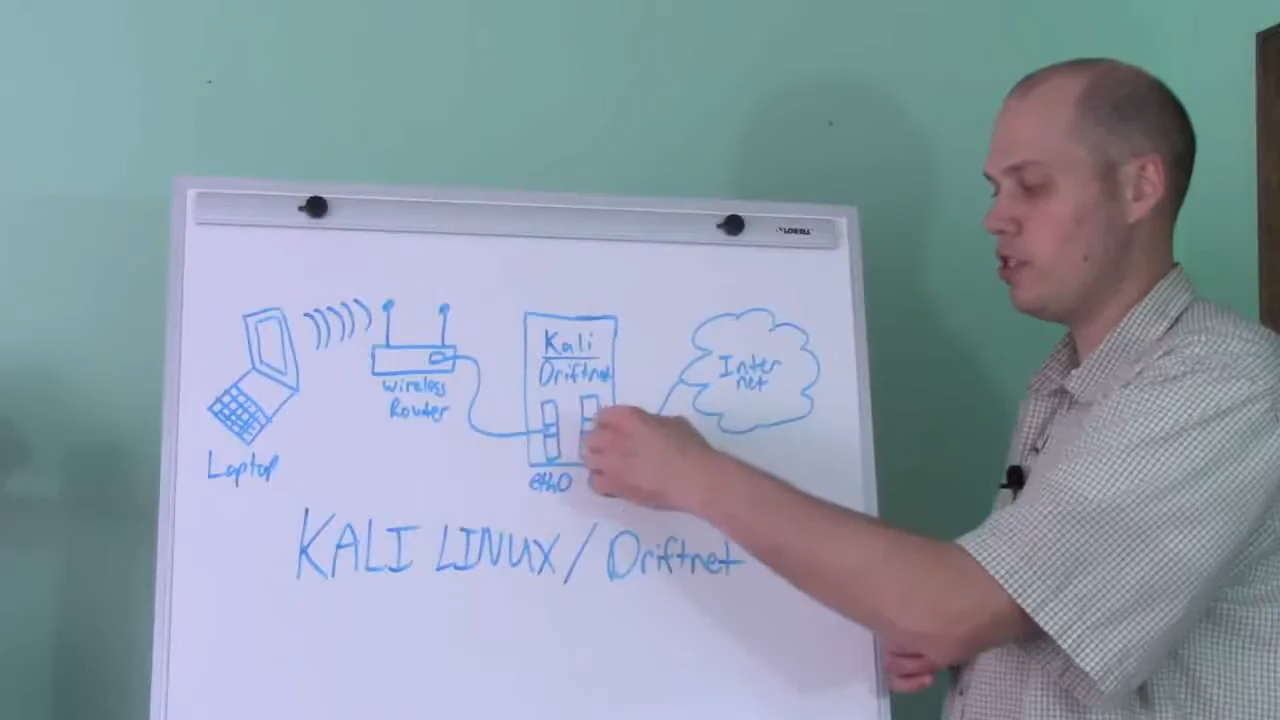 LORELL
Kali
Driftnet
Inter
net
wireless
Router
Laptop
eth0
KALI LINUX / Driftnet